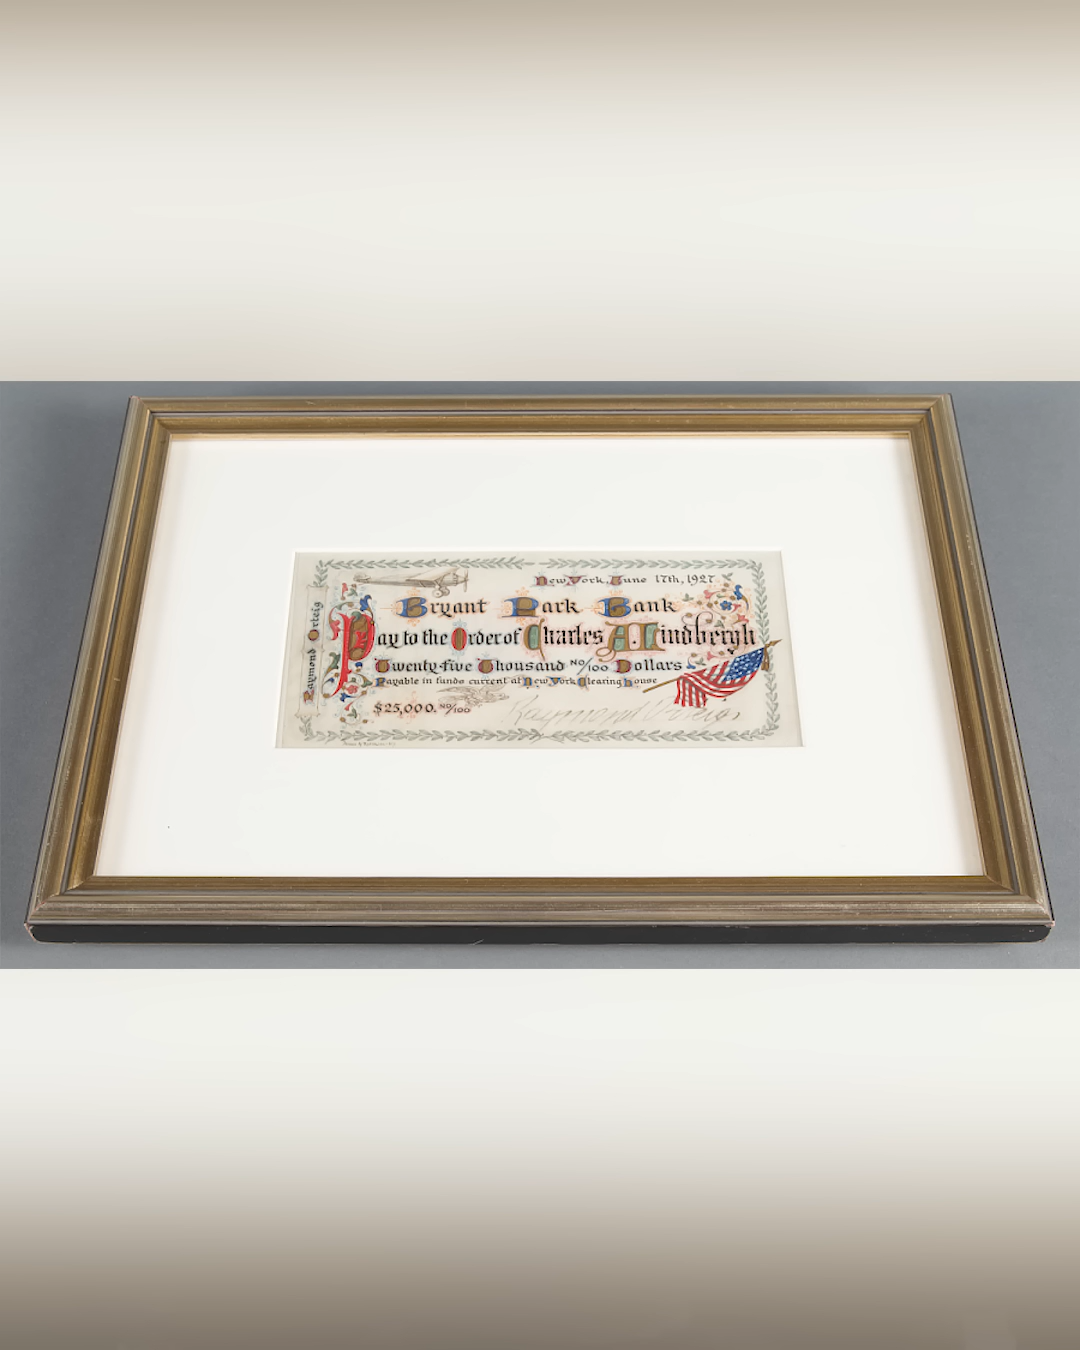 New York, June 17th, 1927
Bryant Park Bank
Pay to the Order of Charles A. Lindbergh
Twenty-five Thousand no/100 Dollars
Payable in funds current at New York Clearing house
$25,000. no/100
Raymond Orteig
Raymond Orteig